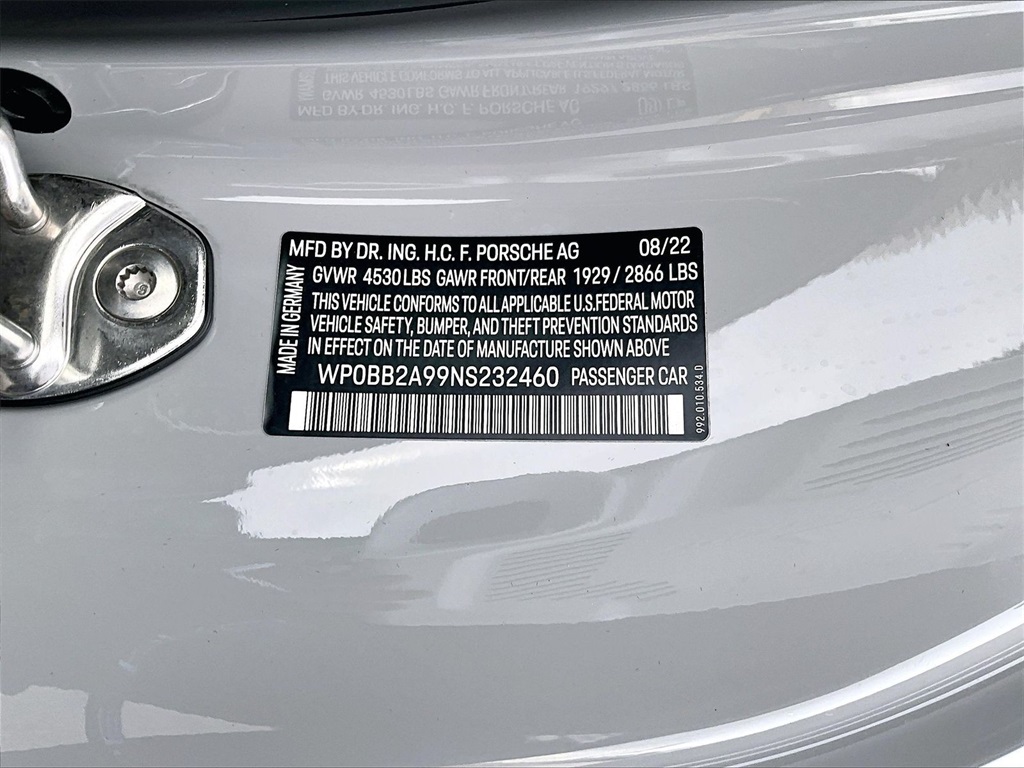 MFD BY DR. ING. H.C. F. PORSCHE AG 08/22
GVWR 4530 LBS GAWR FRONT/REAR 1929 / 2866 LBS
MADE IN GERMANY
THIS VEHICLE CONFORMS TO ALL APPLICABLE U.S. FEDERAL MOTOR
VEHICLE SAFETY, BUMPER, AND THEFT PREVENTION STANDARDS
IN EFFECT ON THE DATE OF MANUFACTURE SHOWN ABOVE
WP0BB2A99NS232460 PASSENGER CAR
992.010.534.D